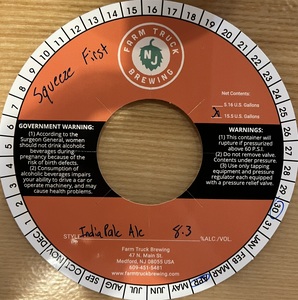 Squeeze First
FARM TRUCK
NJ
BREWING
Net Contents:
5.16 U.S. Gallons
X 15.5 U.S. Gallons
GOVERNMENT WARNING:
(1) According to the
Surgeon General, women
should not drink alcoholic
beverages during
pregnancy because of the
risk of birth defects.
(2) Consumption of
alcoholic beverages impairs
your ability to drive a car or
operate machinery, and may
cause health problems.
WARNINGS:
(1) This container will
rupture if pressurized
above 60 P.S.I.
(2) Do not remove valve.
Contents under pressure.
(3) Use only tapping
equipment and pressure
regulator each equipped
with a pressure relief valve.
STYLE India Pale Ale 8.3 %ALC./VOL.
Farm Truck Brewing
47 N. Main St.
Medford, NJ 08055 USA
609-451-5481
www.farmtruckbrewing.com
1 2 3 4 5 6 7 8 9 10 11 12 13 14 15 16 17 18 19 20 21 22 23 24 25 26 27 28 29 30 31
JAN FEB MAR APR MAY JUN JUL AUG SEP OCT NOV DEC